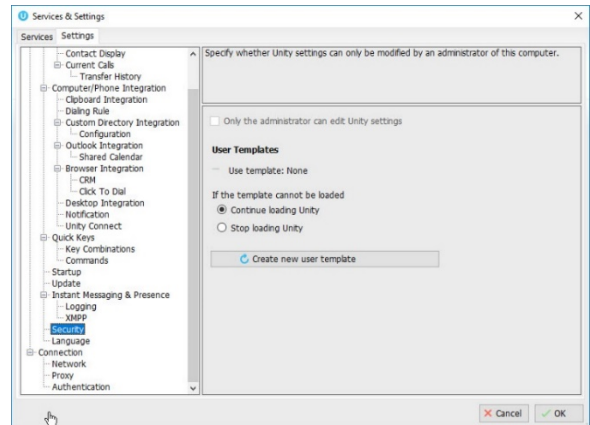 Services & Settings
Services Settings
Contact Display
Current Calls
Transfer History
Computer/Phone Integration
Clipboard Integration
Dialing Rule
Custom Directory Integration
Configuration
Outlook Integration
Shared Calendar
Browser Integration
CRM
Click To Dial
Desktop Integration
Notification
Unity Connect
Quick Keys
Key Combinations
Commands
Startup
Update
Instant Messaging & Presence
Logging
XMPP
Security
Language
Connection
Network
Proxy
Authentication
Specify whether Unity settings can only be modified by an administrator of this computer.
Only the administrator can edit Unity settings
User Templates
Use template: None
If the template cannot be loaded
Continue loading Unity
Stop loading Unity
Create new user template
Cancel OK